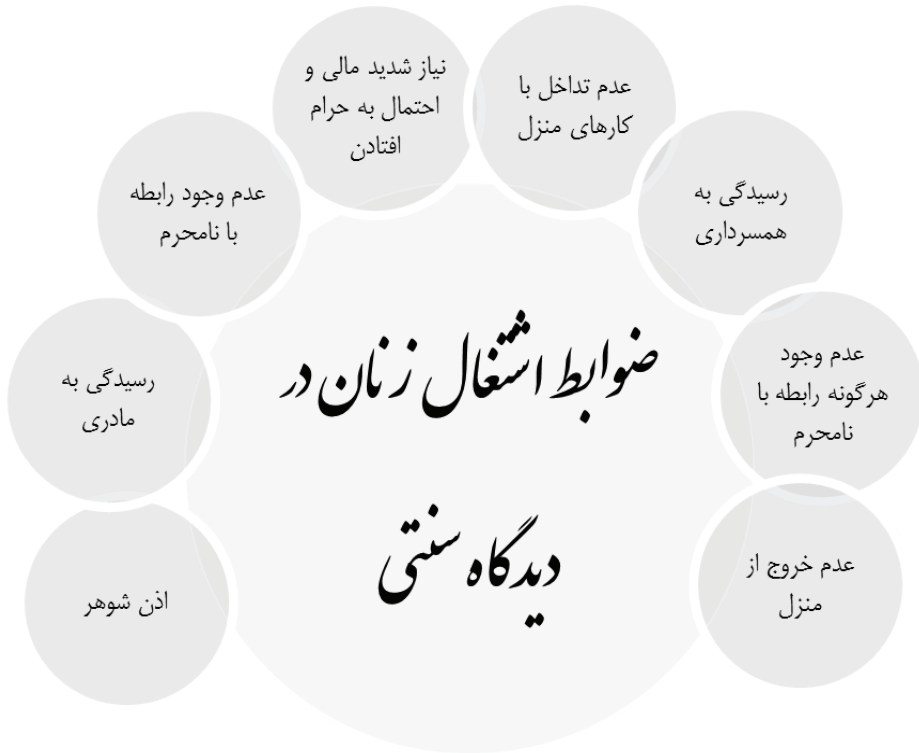 ضوابط اشتغال زنان در
دیدگاه سنتی
عدم خروج از
منزل
عدم وجود
هرگونه رابطه با
نامحرم
رسیدگی به
همسرداری
عدم تداخل با
کارهای منزل
نیاز شدید مالی و
احتمال به حرام
افتادن
عدم وجود رابطه
با نامحرم
رسیدگی به
مادری
اذن شوهر